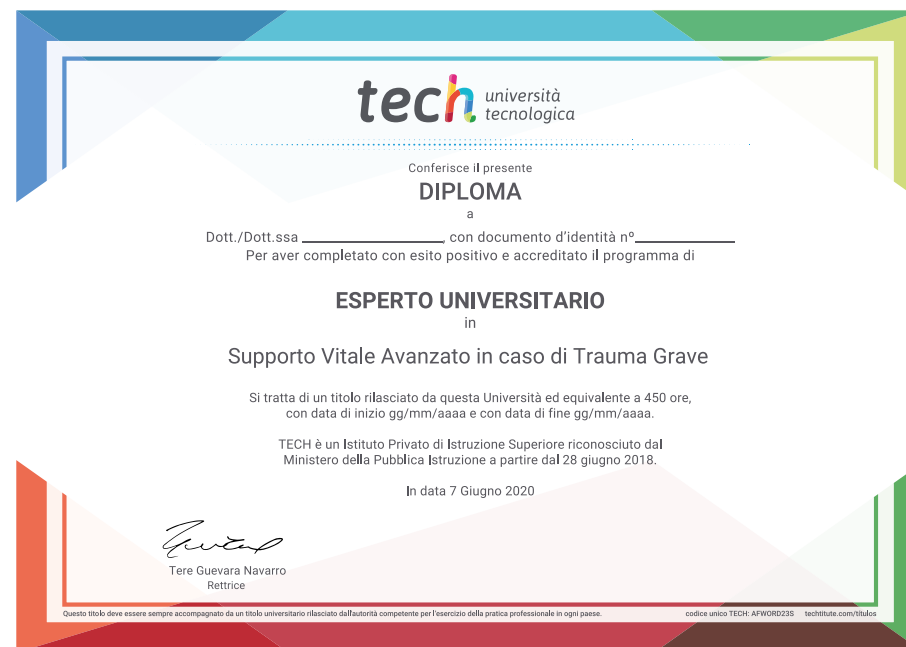 tech università
tecnologica
Conferisce il presente
DIPLOMA
a
Dott./Dott.ssa ____________________, con documento d'identità nº______________
Per aver completato con esito positivo e accreditato il programma di
ESPERTO UNIVERSITARIO
in
Supporto Vitale Avanzato in caso di Trauma Grave
Si tratta di un titolo rilasciato da questa Università ed equivalente a 450 ore,
con data di inizio gg/mm/aaaa e con data di fine gg/mm/aaaa.
TECH è un Istituto Privato di Istruzione Superiore riconosciuto dal
Ministero della Pubblica Istruzione a partire dal 28 giugno 2018.
In data 7 Giugno 2020
Tere Guevara Navarro
Rettrice
Questo titolo deve essere sempre accompagnato da un titolo universitario rilasciato dall'autorità competente per l'esercizio della pratica professionale in ogni paese. codice unico TECH: AFWORD23S techtitute.com/titulos